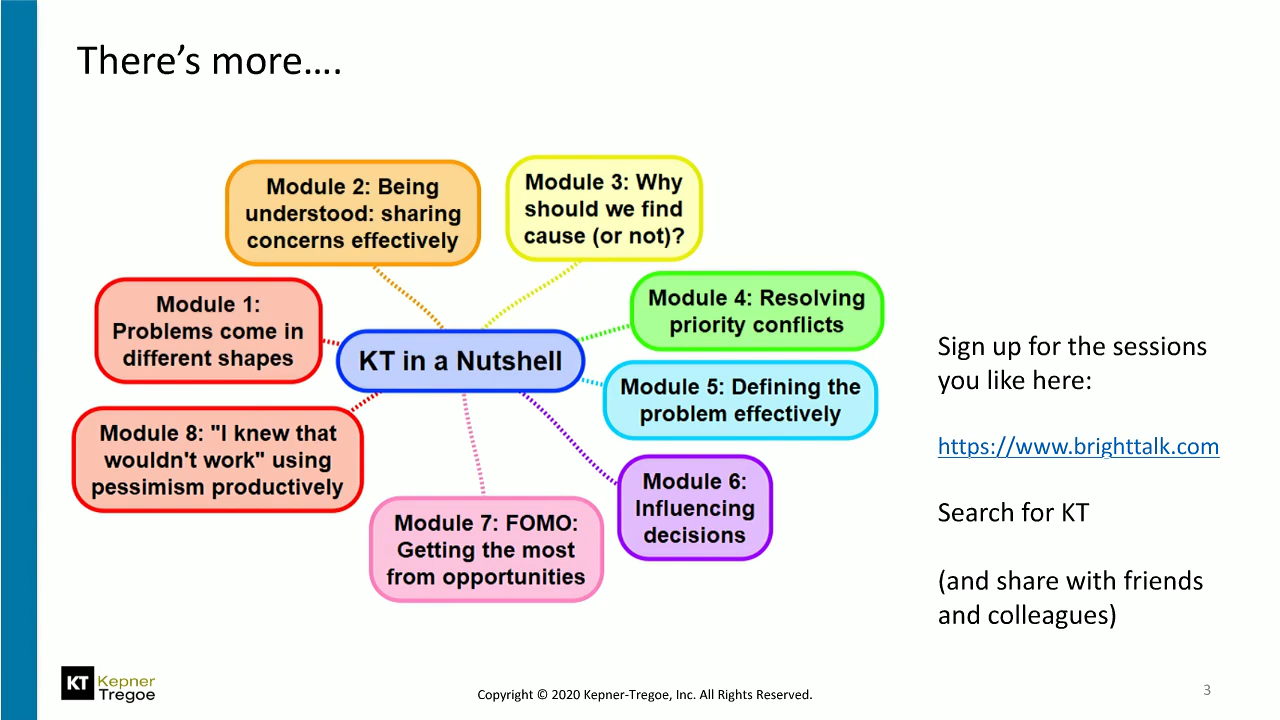 There's more….
Module 2: Being
understood: sharing
concerns effectively
Module 3: Why
should we find
cause (or not)?
Module 1:
Problems come in
different shapes
Module 4: Resolving
priority conflicts
KT in a Nutshell
Module 5: Defining the
problem effectively
Module 8: "I knew that
wouldn't work" using
pessimism productively
Module 6:
Influencing
decisions
Module 7: FOMO:
Getting the most
from opportunities
Sign up for the sessions
you like here:
https://www.brighttalk.com
Search for KT
(and share with friends
and colleagues)
KT Kepner
Tregoe
Copyright © 2020 Kepner-Tregoe, Inc. All Rights Reserved.
3